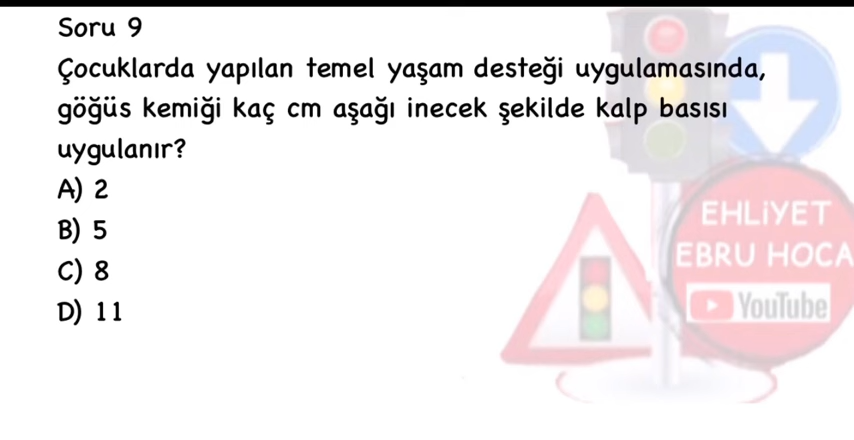 Soru 9
Çocuklarda yapılan temel yaşam desteği uygulamasında,
göğüs kemiği kaç cm aşağı inecek şekilde kalp basısı
uygulanır?
A) 2
B) 5
C) 8
D) 11
EHLİYET
EBRU HOCA
YouTube